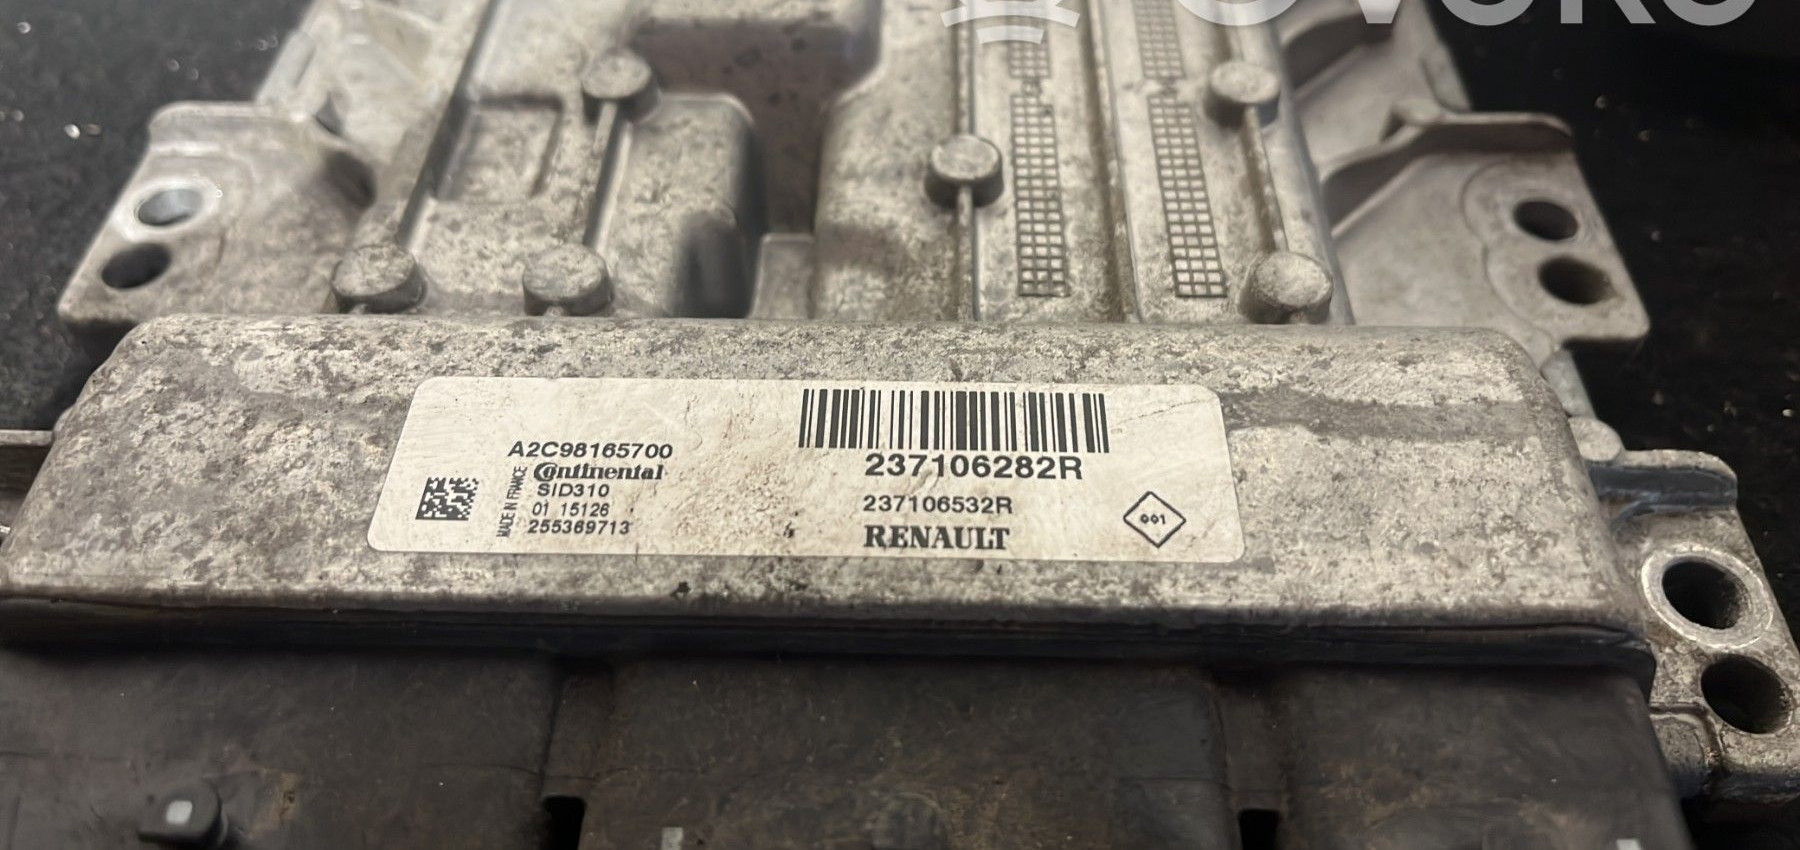 A2C98165700
Continental
SID310
01 15126
255369713
MADE IN FRANCE
237106282R
237106532R
RENAULT
001